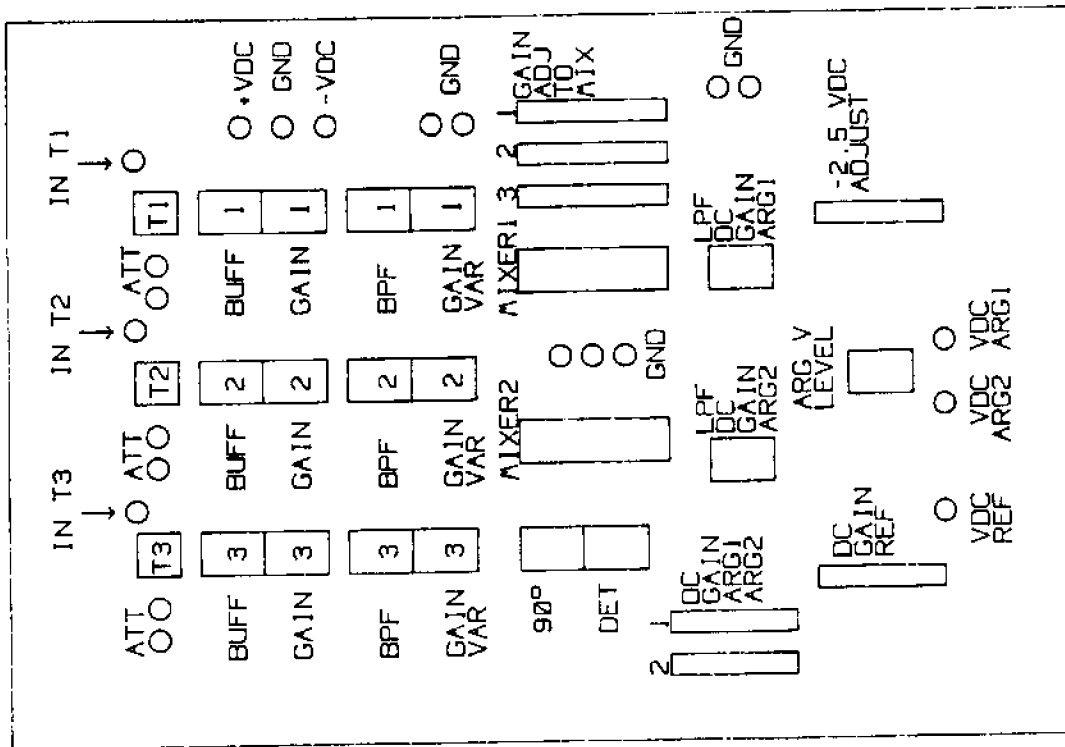 IN T3
IN T2
IN T1
ATT
T3
ATT
T2
ATT
T1
BUFF
3
BUFF
2
BUFF
1
+VDC
GND
-VDC
GAIN
3
GAIN
2
GAIN
1
BPF
3
BPF
2
BPF
1
GAIN
VAR
3
GAIN
VAR
2
GAIN
VAR
1
GND
90°
DET
MIXER2
MIXER1
3
2
1
GAIN
ADJ
TO
MIX
GND
2
1
DC
GAIN
ARG1
ARG2
LPF
DC
GAIN
ARG2
LPF
DC
GAIN
ARG1
GND
DC
GAIN
REF
ARG V
LEVEL
-2.5 VDC
ADJUST
VDC
REF
VDC
ARG2
VDC
ARG1